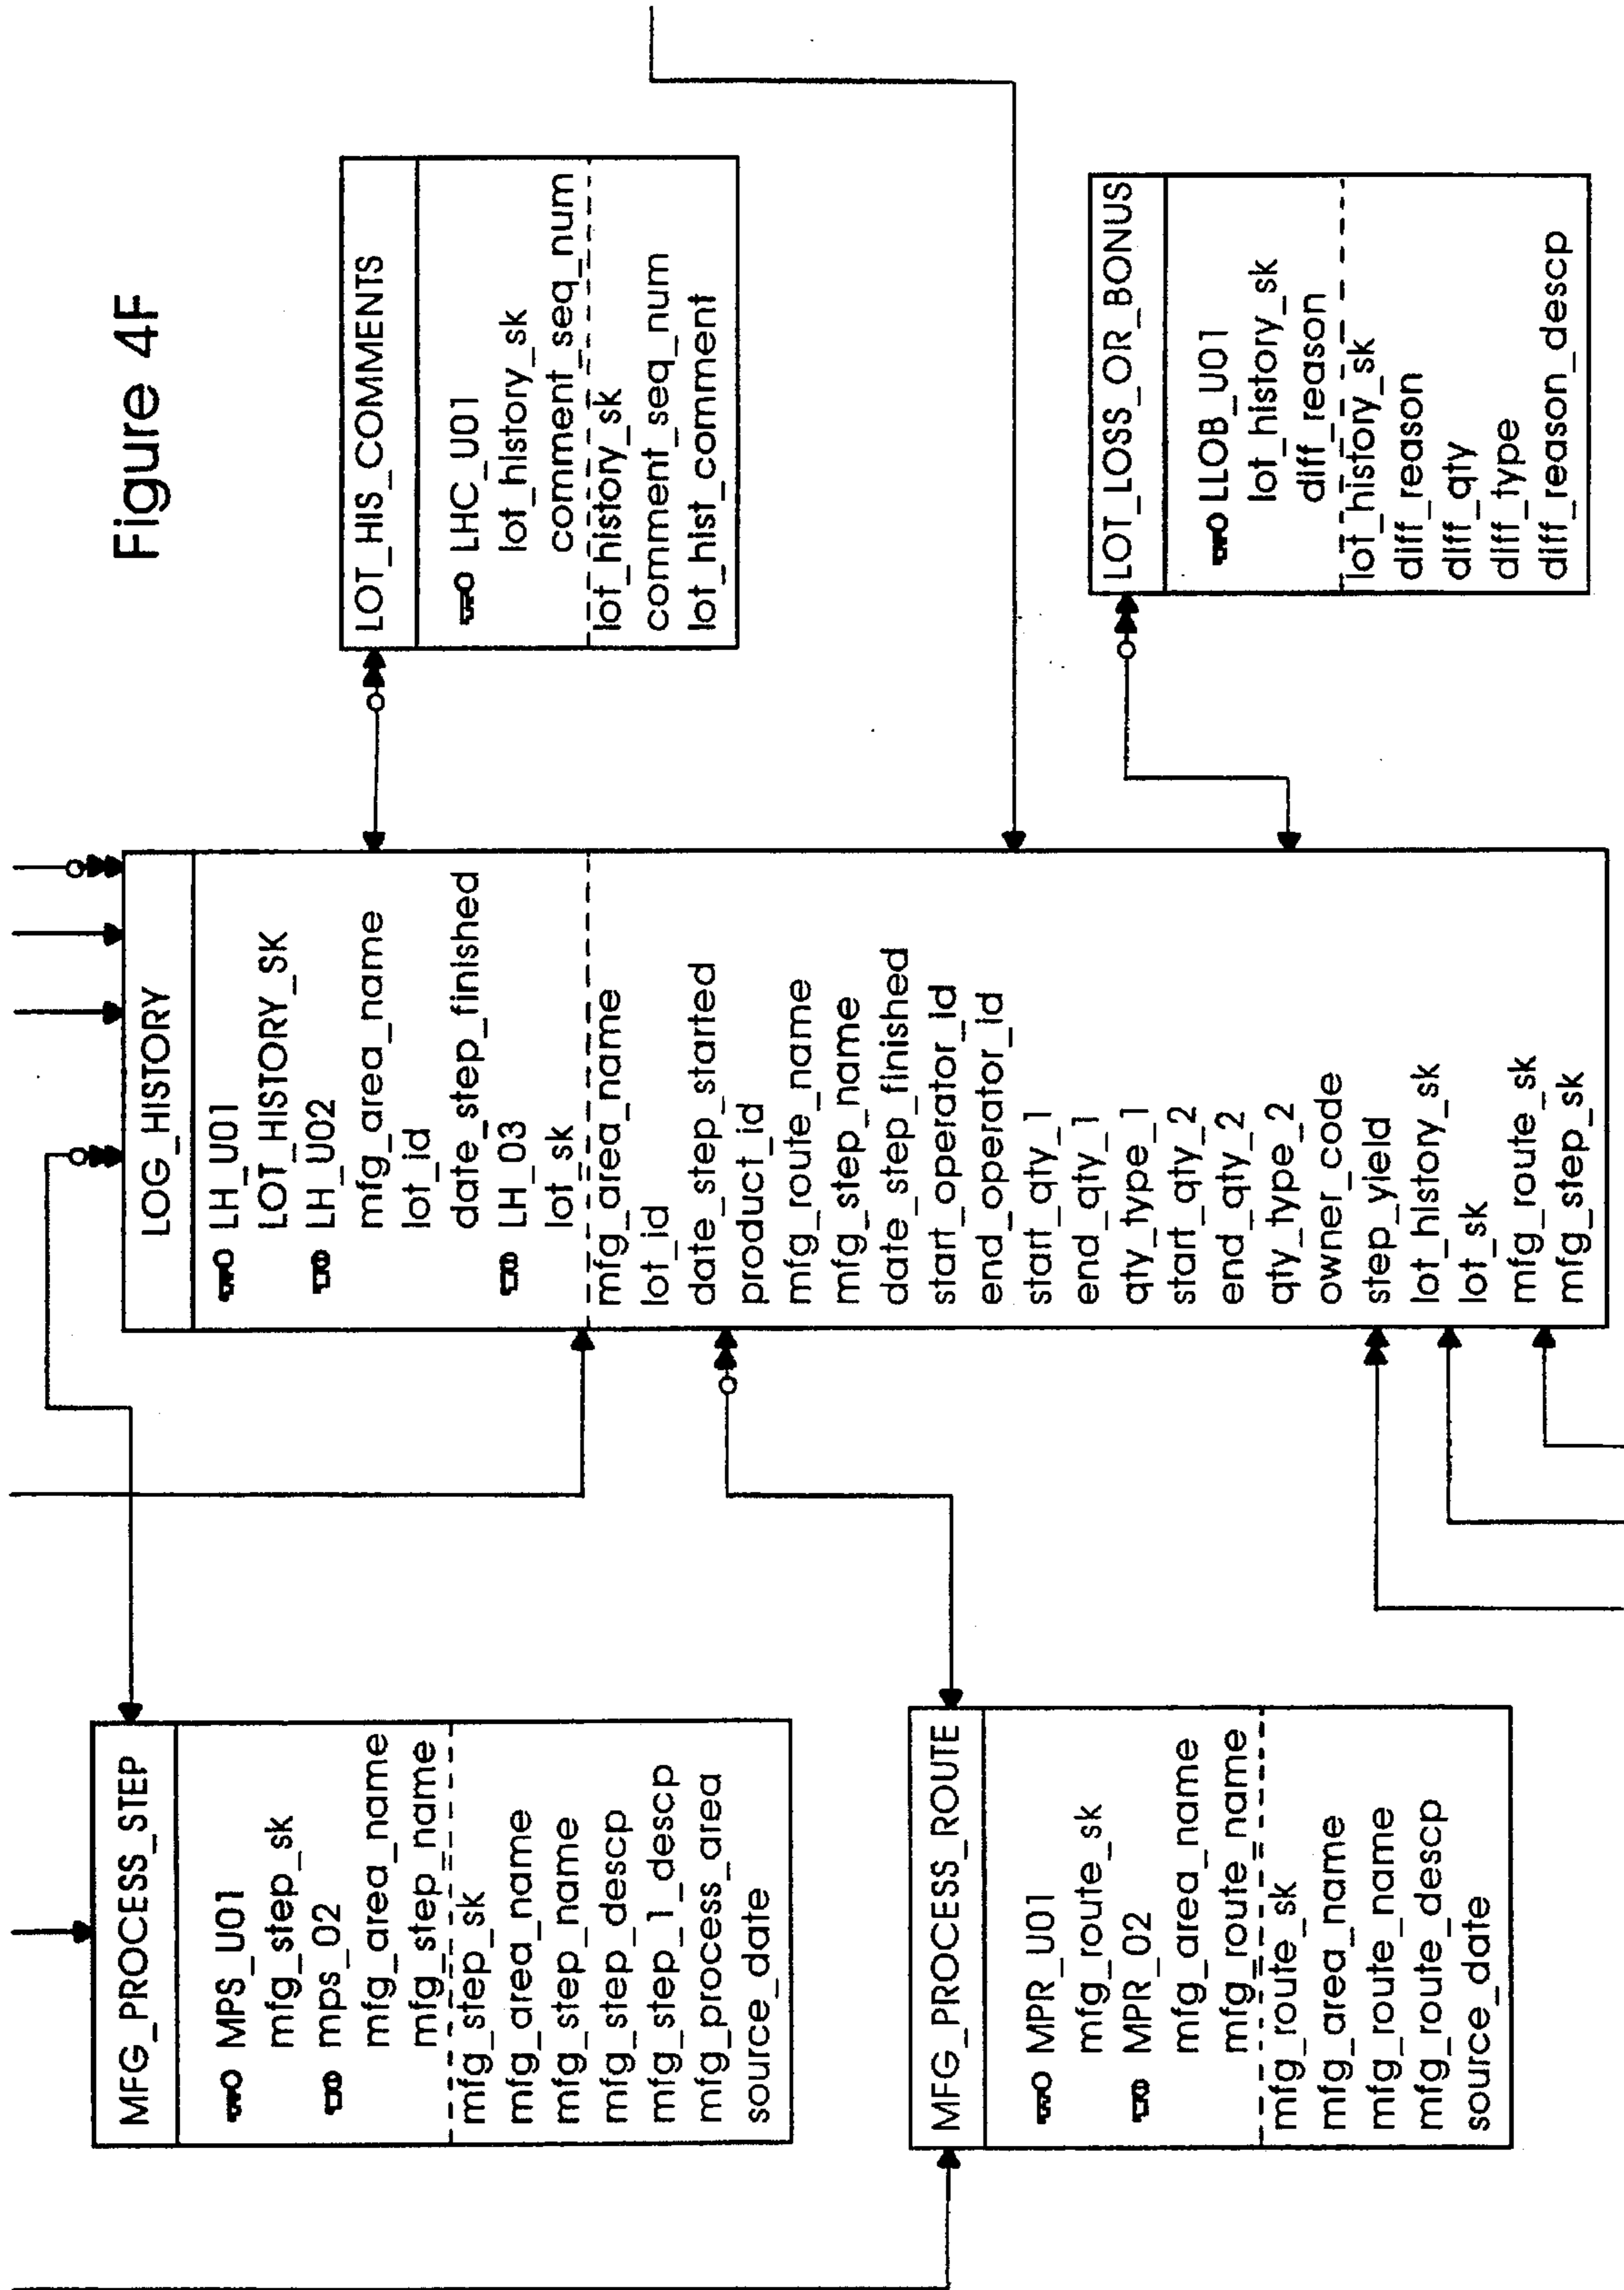 Figure 4F
MFG_PROCESS_STEP
MPS_U01
mfg_step_sk
mps_02
mfg_area_name
mfg_step_name
mfg_step_sk
mfg_area_name
mfg_step_name
mfg_step_descp
mfg_step_1_descp
mfg_process_area
source_date
MFG_PROCESS_ROUTE
MPR_U01
mfg_route_sk
MPR_02
mfg_area_name
mfg_route_name
mfg_route_sk
mfg_area_name
mfg_route_name
mfg_route_descp
source_date
LOG_HISTORY
LH_U01
LOT_HISTORY_SK
LH_U02
mfg_area_name
lot_id
date_step_finished
LH_03
lot_sk
mfg_area_name
lot_id
date_step_started
product_id
mfg_route_name
mfg_step_name
date_step_finished
start_operator_id
end_operator_id
start_qty_1
end_qty_1
qty_type_1
start_qty_2
end_qty_2
qty_type_2
owner_code
step_yield
lot_history_sk
lot_sk
mfg_route_sk
mfg_step_sk
LOT_HIS_COMMENTS
LHC_U01
lot_history_sk
comment_seq_num
lot_history_sk
comment_seq_num
lot_hist_comment
LOT_LOSS_OR_BONUS
LLOB_U01
lot_history_sk
diff_reason
lot_history_sk
diff_reason
diff_qty
diff_type
diff_reason_descp